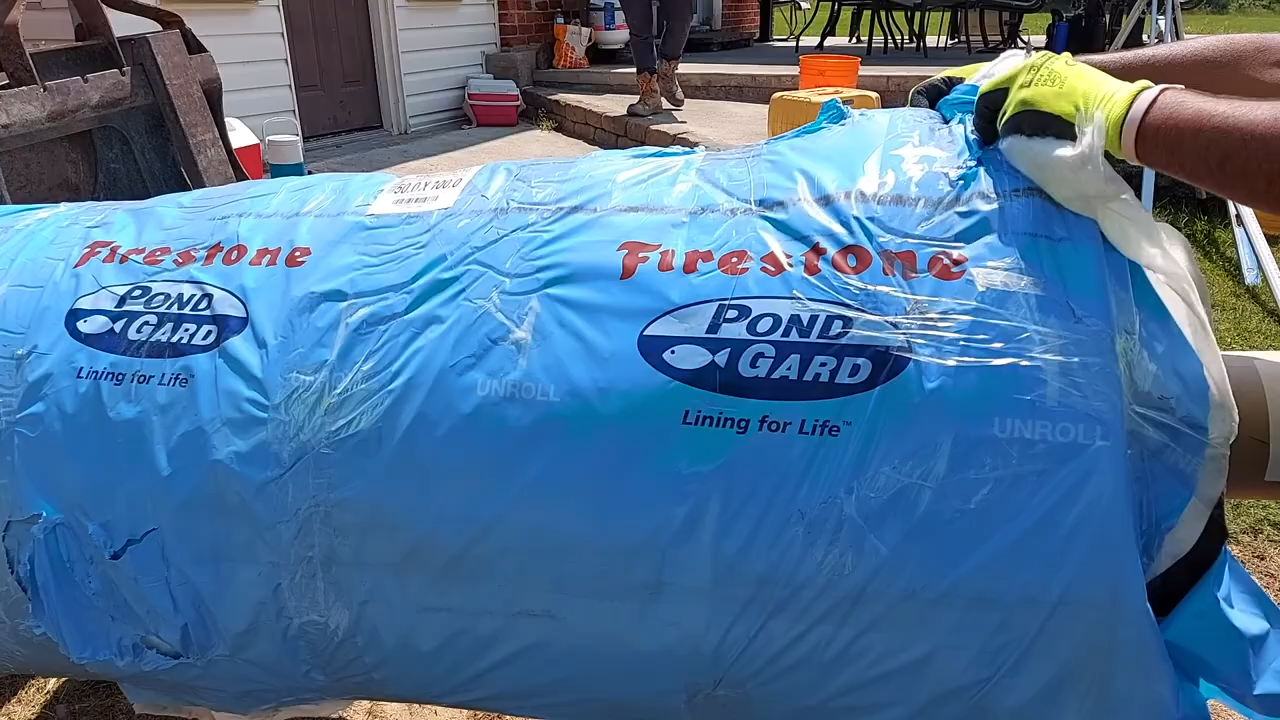 50.0 X 100.0
Firestone
POND
GARD
Lining for Life™
UNROLL
Firestone
POND
GARD
Lining for Life™
UNROLL